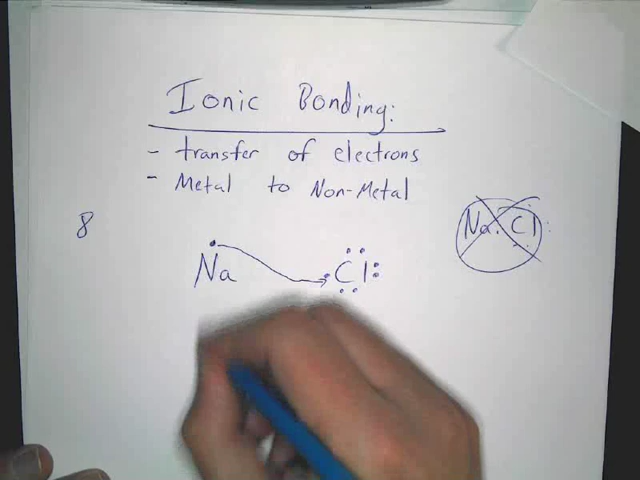 Ionic Bonding:
- transfer of electrons
- Metal to Non-Metal
8
Na Cl
Na Cl